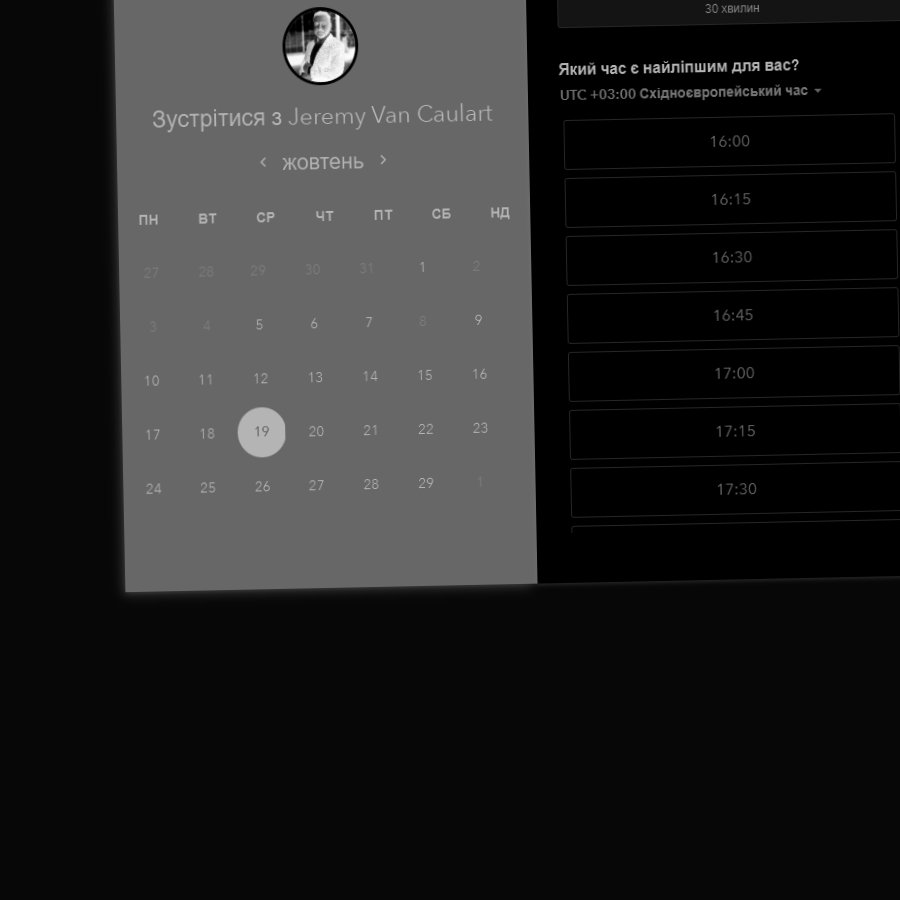 Зустрітися з Jeremy Van Caulart
‹ жовтень ›
ПН ВТ СР ЧТ ПТ СБ НД
27 28 29 30 31 1 2
3 4 5 6 7 8 9
10 11 12 13 14 15 16
17 18 19 20 21 22 23
24 25 26 27 28 29 1
30 хвилин
Який час є найліпшим для вас?
UTC +03:00 Східноєвропейський час
16:00
16:15
16:30
16:45
17:00
17:15
17:30